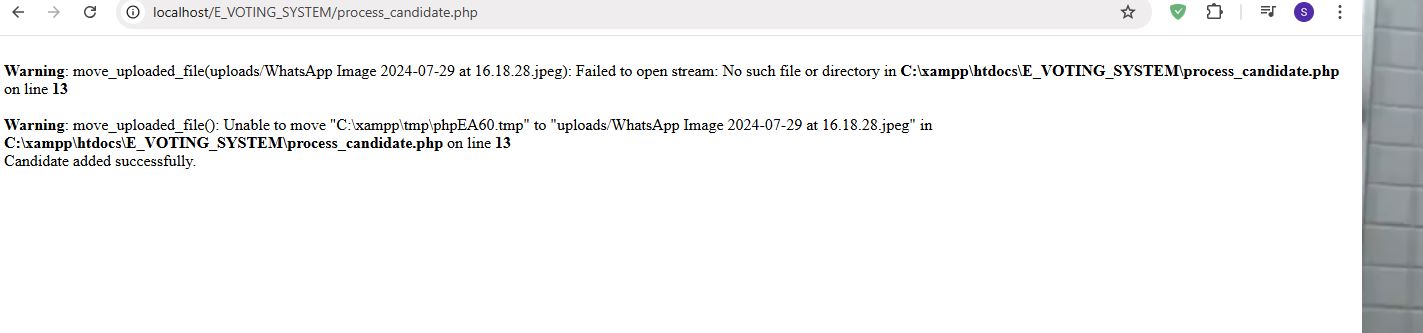 localhost/E_VOTING_SYSTEM/process_candidate.php
S
Warning: move_uploaded_file(uploads/WhatsApp Image 2024-07-29 at 16.18.28.jpeg): Failed to open stream: No such file or directory in C:\xampp\htdocs\E_VOTING_SYSTEM\process_candidate.php
on line 13
Warning: move_uploaded_file(): Unable to move "C:\xampp\tmp\phpEA60.tmp" to "uploads/WhatsApp Image 2024-07-29 at 16.18.28.jpeg" in
C:\xampp\htdocs\E_VOTING_SYSTEM\process_candidate.php on line 13
Candidate added successfully.